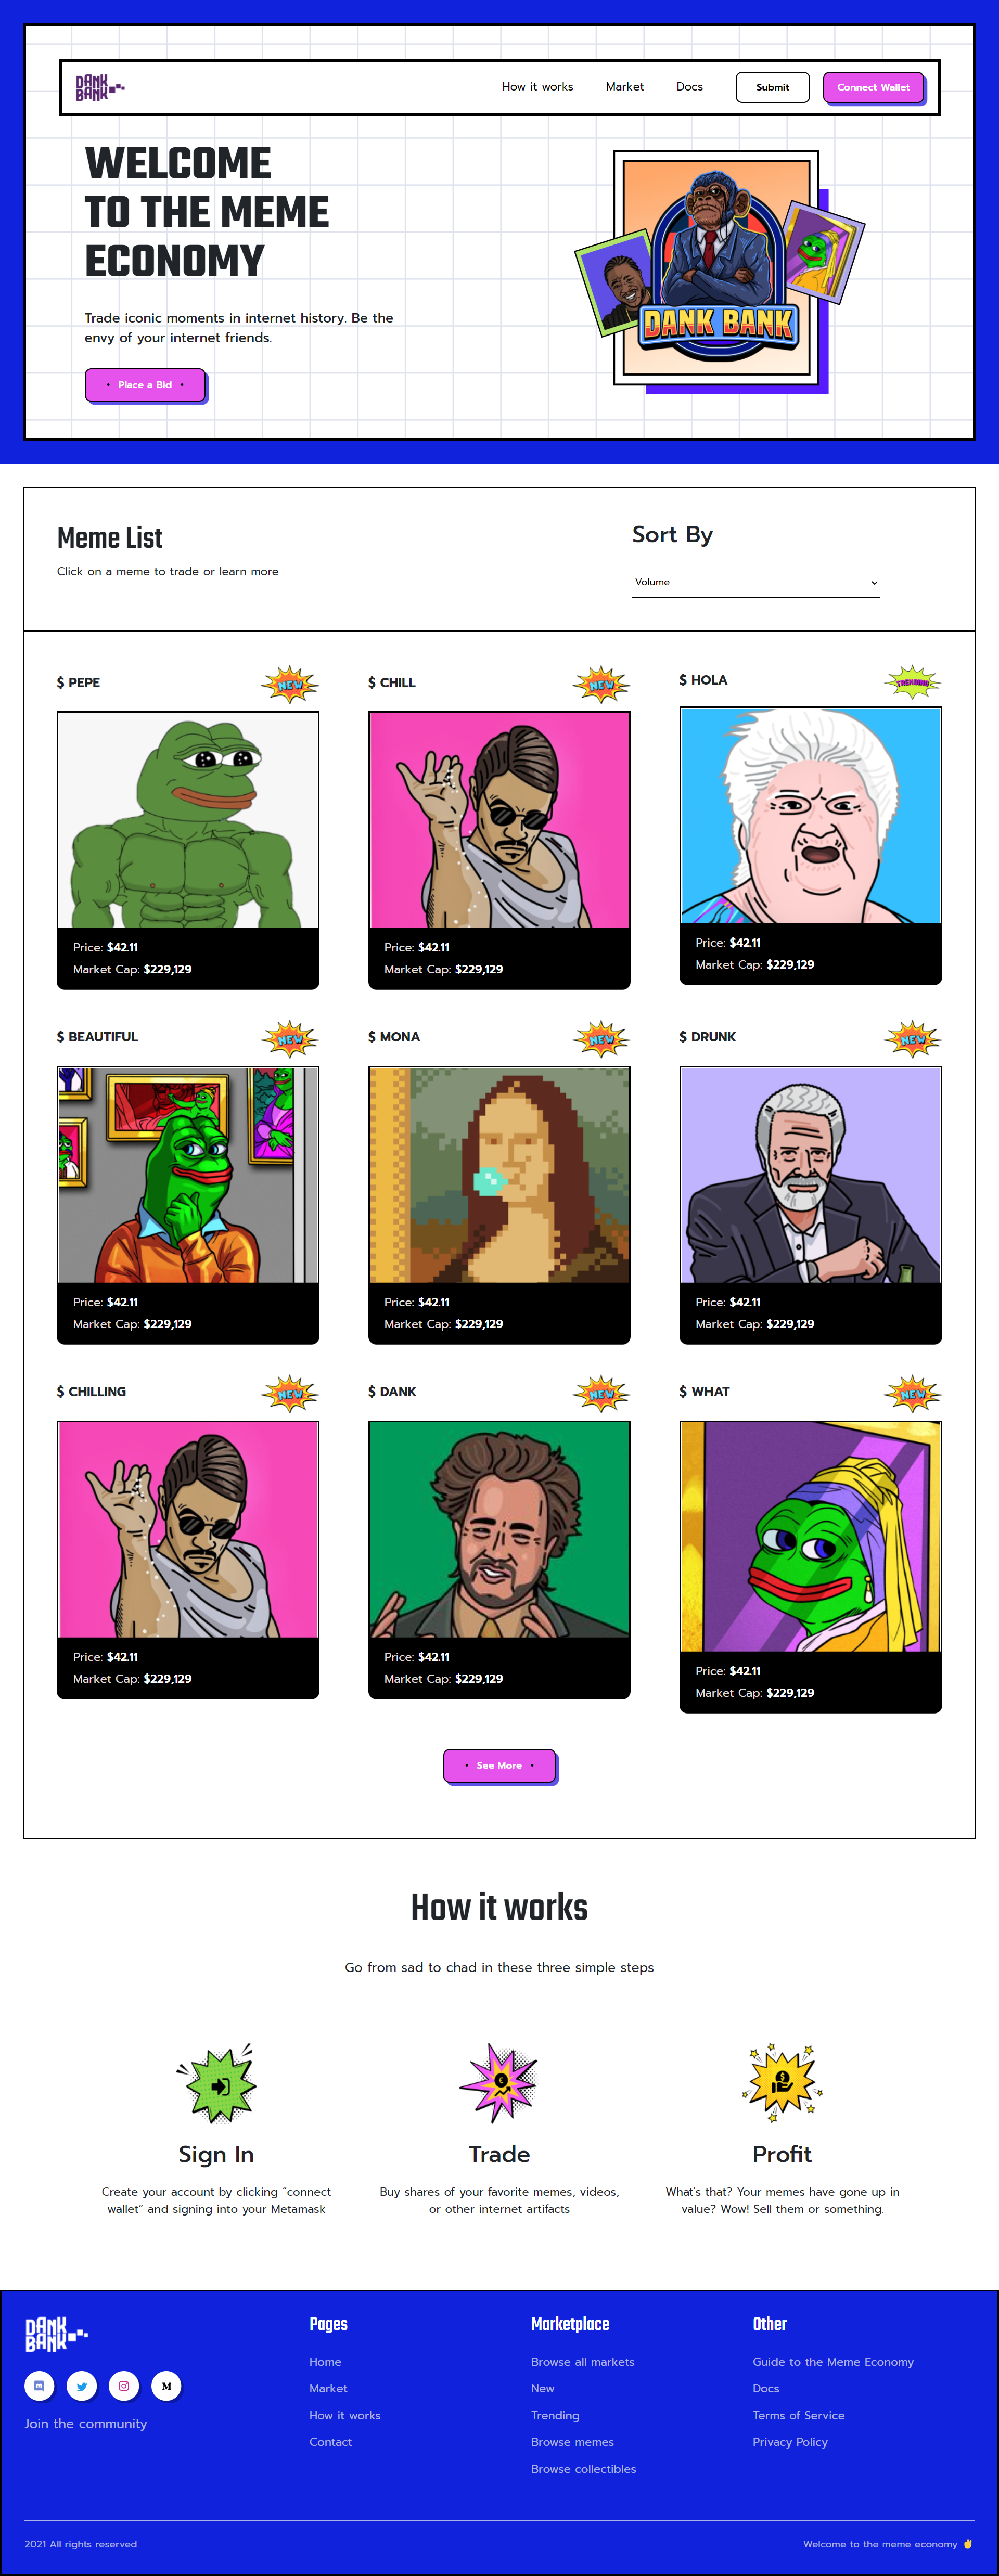 DANK
BANK
How it works
Market
Docs
Submit
Connect Wallet
WELCOME
TO THE MEME
ECONOMY
Trade iconic moments in internet history. Be the
envy of your internet friends.
• Place a Bid •
DANK BANK
Meme List
Click on a meme to trade or learn more
Sort By
Volume
$ PEPE
NEW
$ CHILL
NEW
$ HOLA
TRENDING
Price: $42.11
Market Cap: $229,129
Price: $42.11
Market Cap: $229,129
Price: $42.11
Market Cap: $229,129
$ BEAUTIFUL
NEW
$ MONA
NEW
$ DRUNK
NEW
Price: $42.11
Market Cap: $229,129
Price: $42.11
Market Cap: $229,129
Price: $42.11
Market Cap: $229,129
$ CHILLING
NEW
$ DANK
NEW
$ WHAT
NEW
Price: $42.11
Market Cap: $229,129
Price: $42.11
Market Cap: $229,129
Price: $42.11
Market Cap: $229,129
• See More •
How it works
Go from sad to chad in these three simple steps
Sign In
Create your account by clicking “connect
wallet” and signing into your Metamask
Trade
Buy shares of your favorite memes, videos,
or other internet artifacts
Profit
What's that? Your memes have gone up in
value? Wow! Sell them or something.
DANK
BANK
M
Join the community
Pages
Home
Market
How it works
Contact
Marketplace
Browse all markets
New
Trending
Browse memes
Browse collectibles
Other
Guide to the Meme Economy
Docs
Terms of Service
Privacy Policy
2021 All rights reserved
Welcome to the meme economy ✌️